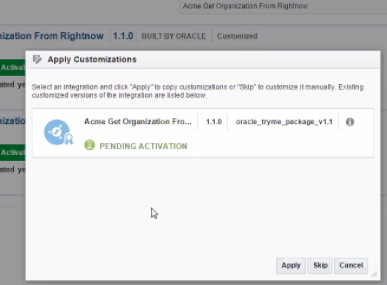 Acme Get Organization From Rightnow
ization From Rightnow 1.1.0 BUILT BY ORACLE Customized
Apply Customizations
Activat
Select an integration and click "Apply" to copy customizations or "Skip" to customize it manually. Existing
ated ye
customized versions of the integration are listed below.
izatio
Acme Get Organization Fro... 1.1.0 oracle_tryme_package_v1.1
PENDING ACTIVATION
Activat
ated ye
Apply Skip Cancel